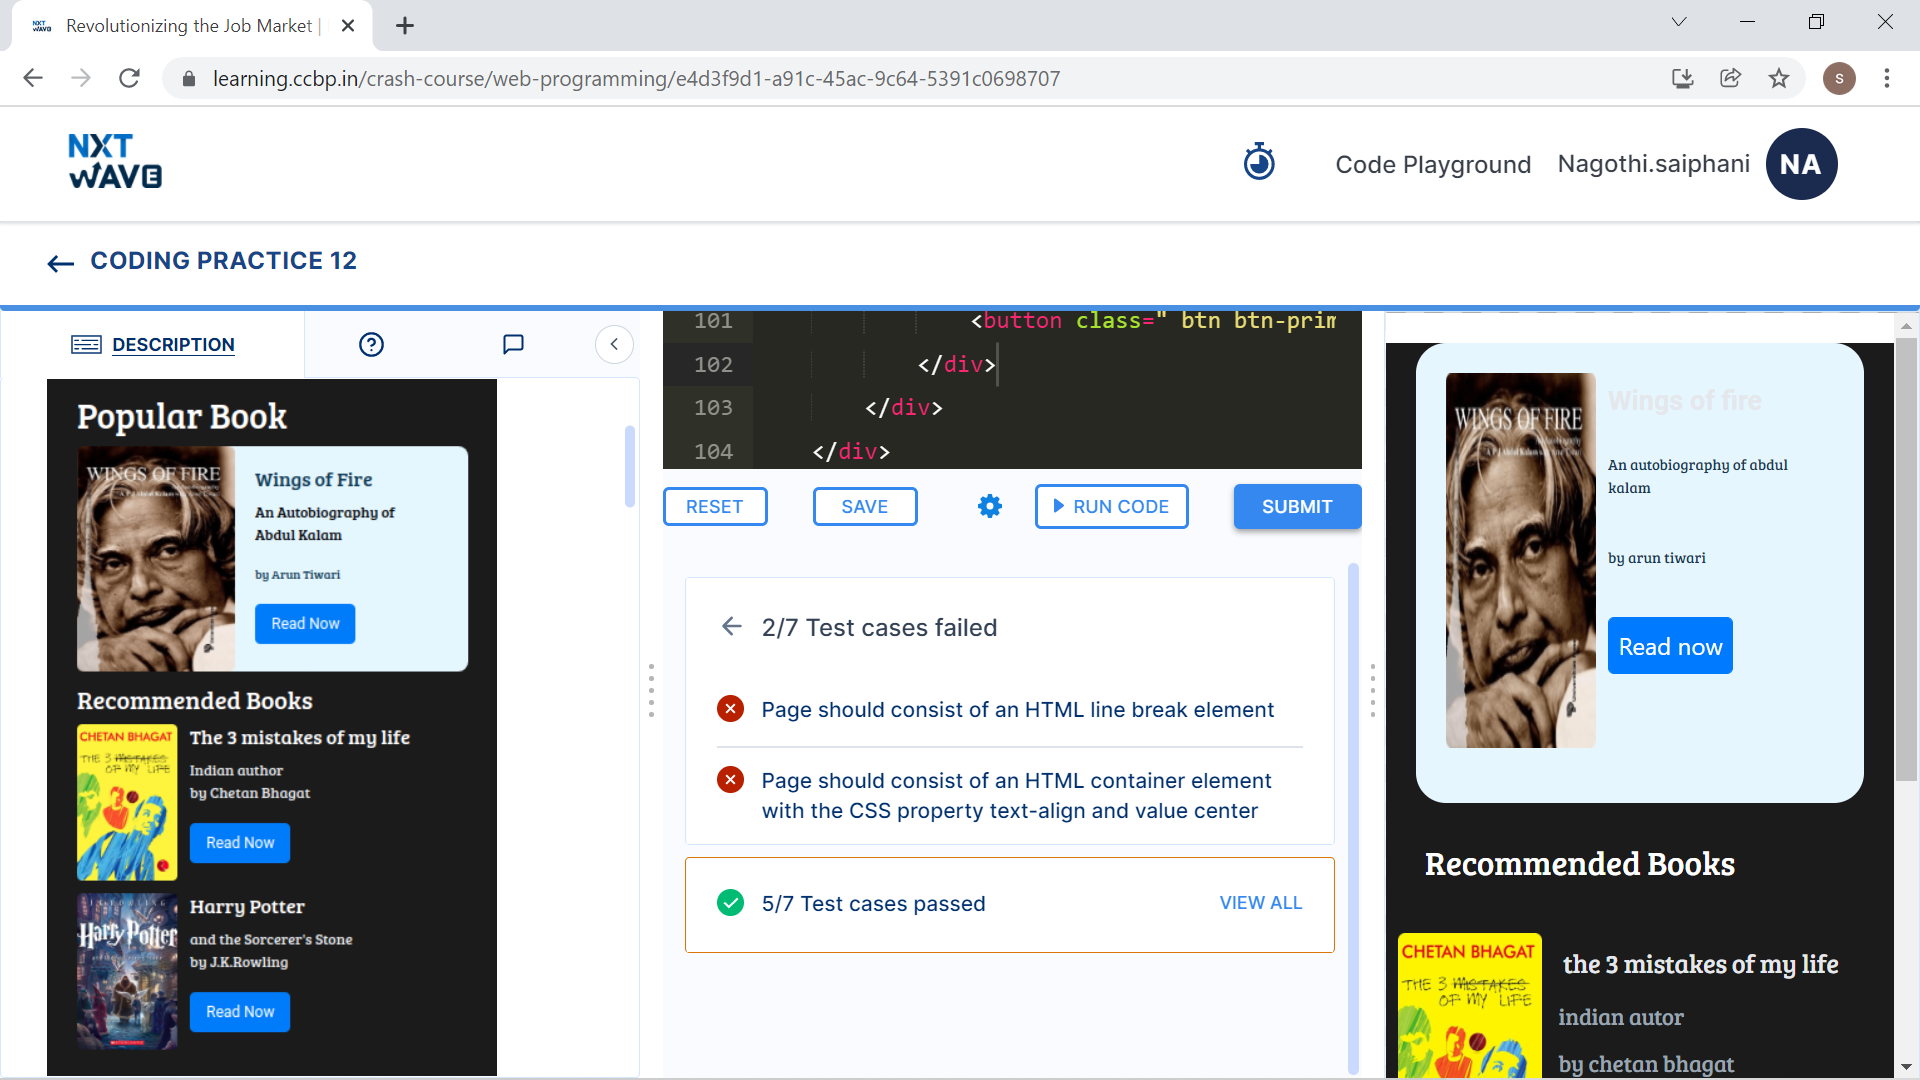 NXT WAVE Revolutionizing the Job Market |
learning.ccbp.in/crash-course/web-programming/e4d3f9d1-a91c-45ac-9c64-5391c0698707
S
NXT
WAVE
Code Playground
Nagothi.saiphani
NA
CODING PRACTICE 12
DESCRIPTION
Popular Book
WINGS OF FIRE
Wings of Fire
An Autobiography of
Abdul Kalam
by Arun Tiwari
Read Now
Recommended Books
CHETAN BHAGAT
THE 3 MISTAKES
OF MY LIFE
The 3 mistakes of my life
Indian author
by Chetan Bhagat
Read Now
Harry Potter
Harry Potter
and the Sorcerer's Stone
by J.K.Rowling
Read Now
101 <button class=" btn btn-prim
102 </div>
103 </div>
104 </div>
RESET
SAVE
RUN CODE
SUBMIT
2/7 Test cases failed
Page should consist of an HTML line break element
Page should consist of an HTML container element
with the CSS property text-align and value center
5/7 Test cases passed
VIEW ALL
WINGS OF FIRE
Wings of fire
An autobiography of abdul
kalam
by arun tiwari
Read now
Recommended Books
CHETAN BHAGAT
THE 3 MISTAKES
OF MY LIFE
the 3 mistakes of my life
indian autor
by chetan bhagat